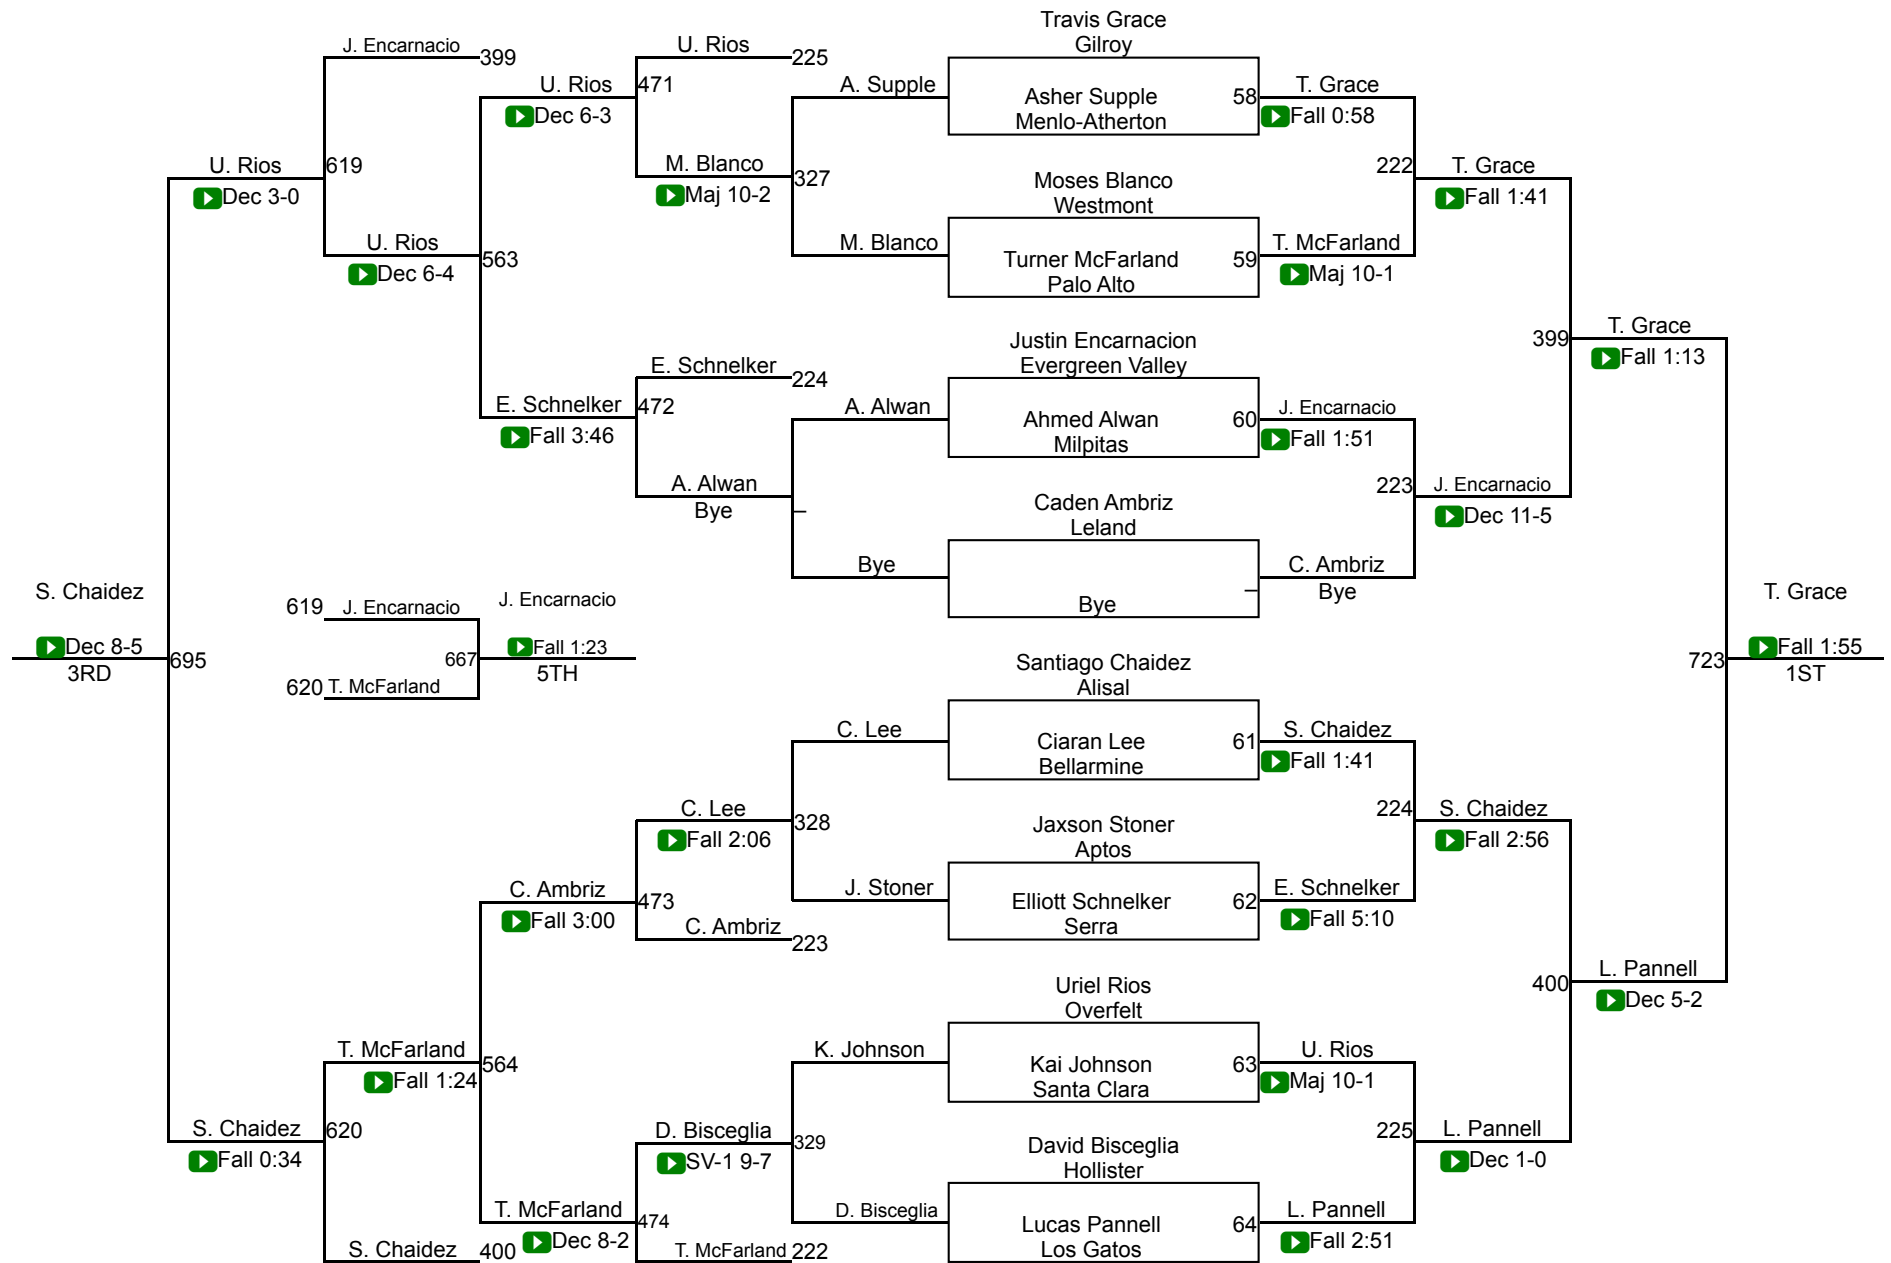 Travis Grace
J. Encarnacio
399
U. Rios
225
Gilroy
U. Rios
471
A. Supple
Asher Supple
58
T. Grace
Dec 6-3
Menlo-Atherton
Fall 0:58
U. Rios
619
M. Blanco
327
Moses Blanco
222
T. Grace
Dec 3-0
Maj 10-2
Westmont
Fall 1:41
U. Rios
563
M. Blanco
Turner McFarland
59
T. McFarland
Dec 6-4
Palo Alto
Maj 10-1
Justin Encarnacion
399
T. Grace
E. Schnelker
224
Evergreen Valley
Fall 1:13
E. Schnelker
472
A. Alwan
Ahmed Alwan
60
J. Encarnacio
Fall 3:46
Milpitas
Fall 1:51
A. Alwan
–
Caden Ambriz
223
J. Encarnacio
Bye
Leland
Dec 11-5
Bye
C. Ambriz
Bye
–
Bye
S. Chaidez
619
J. Encarnacio
J. Encarnacio
T. Grace
Dec 8-5
695
667
Fall 1:23
Santiago Chaidez
723
Fall 1:55
3RD
620
T. McFarland
5TH
Alisal
1ST
C. Lee
Ciaran Lee
61
S. Chaidez
Bellarmine
Fall 1:41
C. Lee
328
Jaxson Stoner
224
S. Chaidez
Fall 2:06
Aptos
Fall 2:56
C. Ambriz
473
J. Stoner
Elliott Schnelker
62
E. Schnelker
Fall 3:00
C. Ambriz
223
Serra
Fall 5:10
Uriel Rios
400
L. Pannell
Overfelt
Dec 5-2
T. McFarland
564
K. Johnson
Kai Johnson
63
U. Rios
Fall 1:24
Santa Clara
Maj 10-1
S. Chaidez
620
D. Bisceglia
329
David Bisceglia
225
L. Pannell
Fall 0:34
SV-1 9-7
Hollister
Dec 1-0
T. McFarland
474
D. Bisceglia
Lucas Pannell
64
L. Pannell
S. Chaidez
400
Dec 8-2
T. McFarland
222
Los Gatos
Fall 2:51